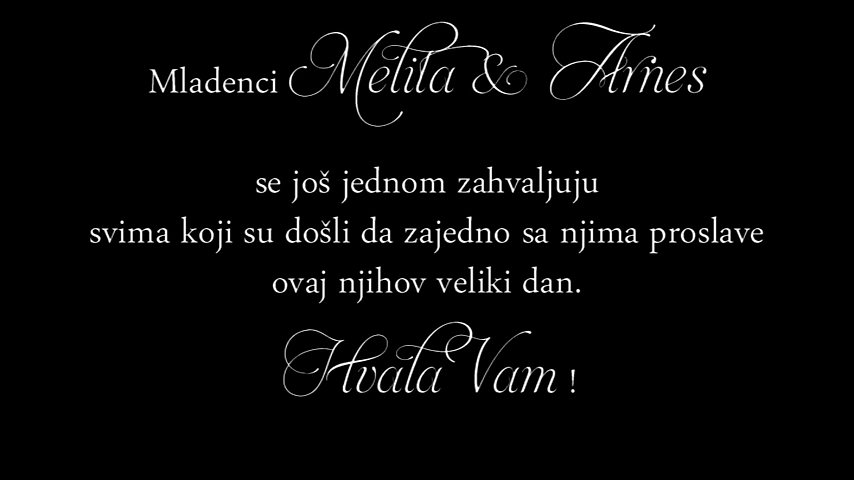 Mladenci Melila & Arnes
se još jednom zahvaljuju
svima koji su došli da zajedno sa njima proslave
ovaj njihov veliki dan.
Hvala Vam !